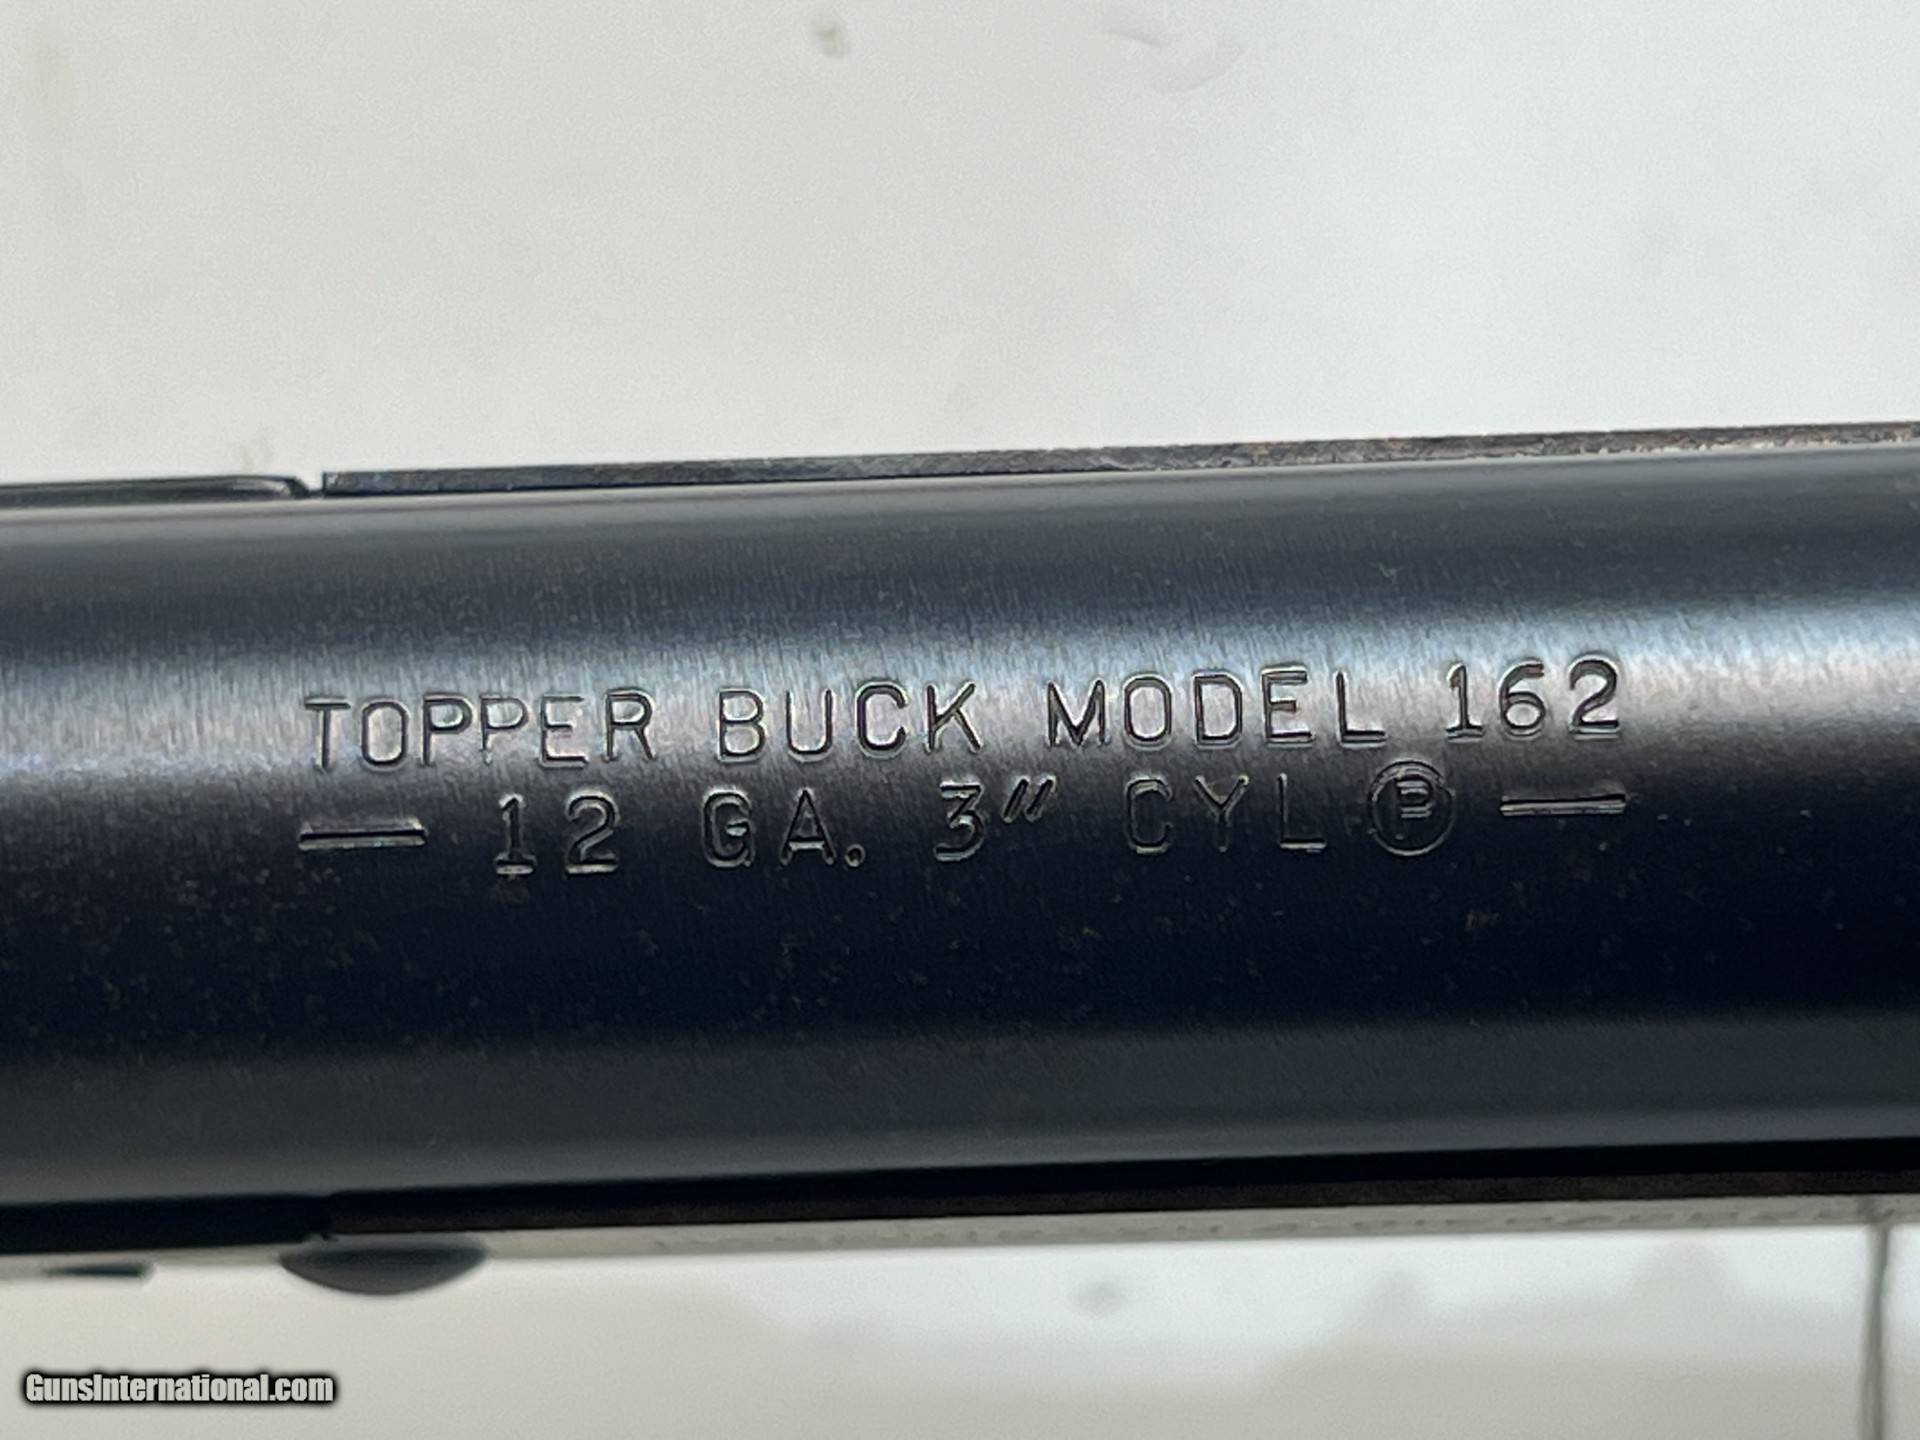 TOPPER BUCK MODEL 162
— 12 GA. 3" CYL Ⓟ —
GunsInternational.com